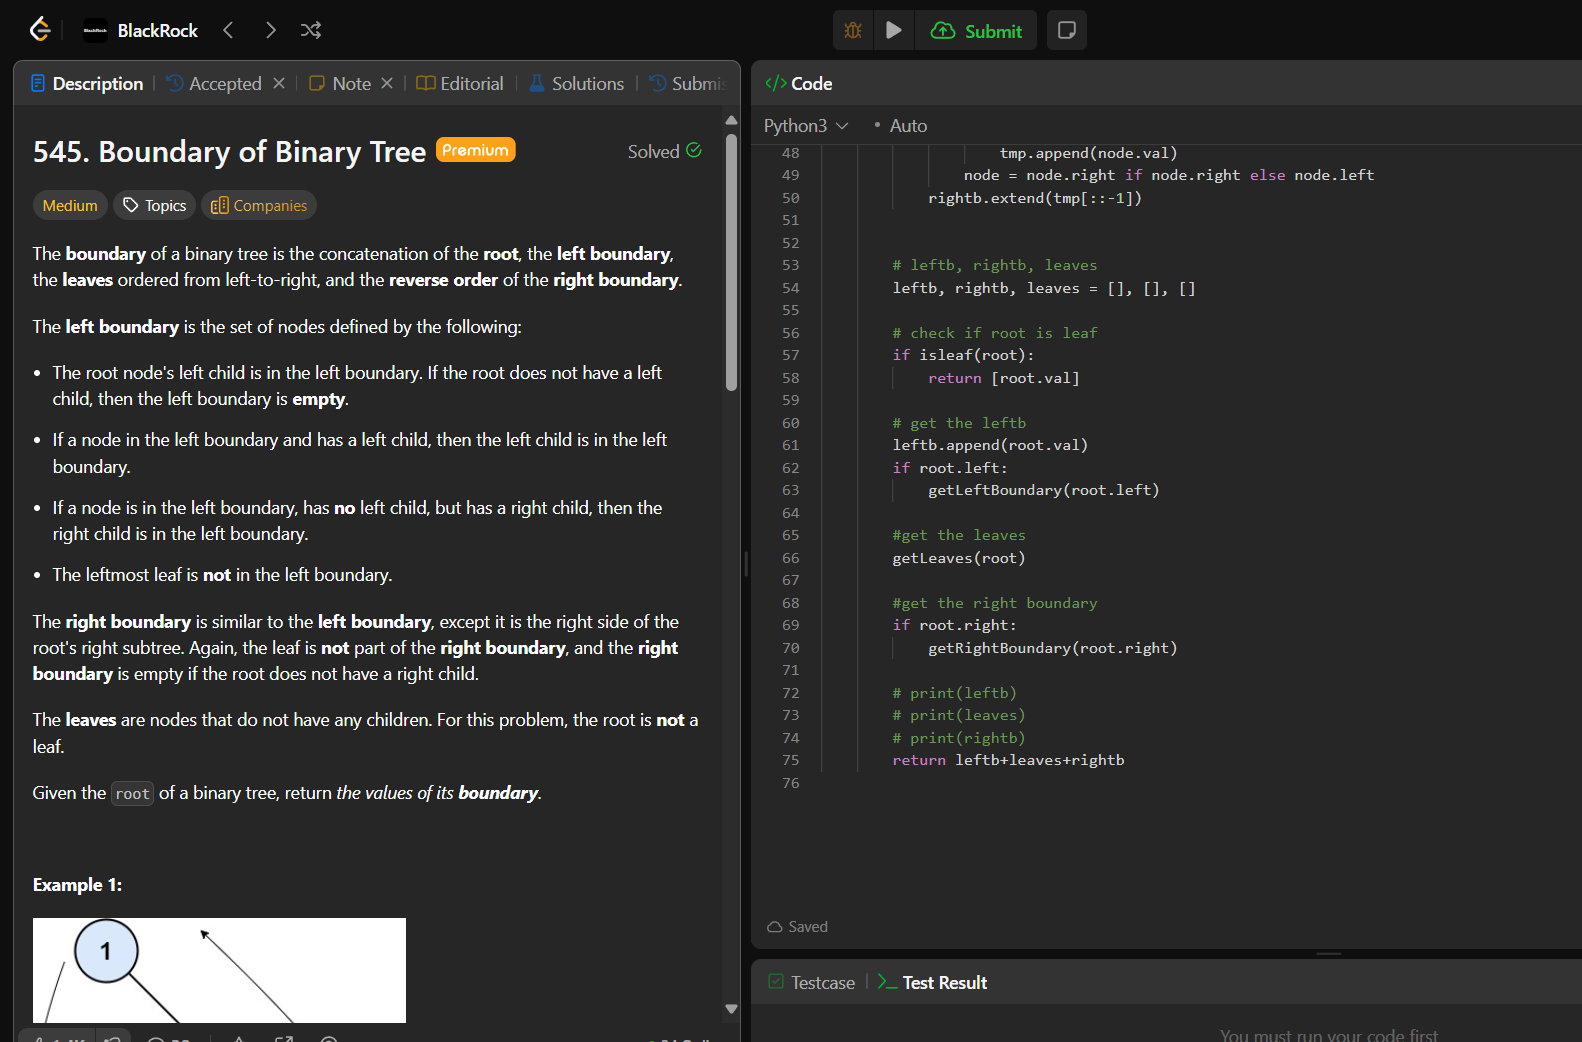 BlackRock
BlackRock
Submit
Description
Accepted
Note
Editorial
Solutions
545. Boundary of Binary Tree
Premium
Solved
Medium
Topics
Companies
The boundary of a binary tree is the concatenation of the root, the left boundary,
the leaves ordered from left-to-right, and the reverse order of the right boundary.
The left boundary is the set of nodes defined by the following:
• The root node's left child is in the left boundary. If the root does not have a left
child, then the left boundary is empty.
• If a node in the left boundary and has a left child, then the left child is in the left
boundary.
• If a node is in the left boundary, has no left child, but has a right child, then the
right child is in the left boundary.
• The leftmost leaf is not in the left boundary.
The right boundary is similar to the left boundary, except it is the right side of the
root's right subtree. Again, the leaf is not part of the right boundary, and the right
boundary is empty if the root does not have a right child.
The leaves are nodes that do not have any children. For this problem, the root is not a
leaf.
Given the root of a binary tree, return the values of its boundary.
Example 1:
1
</> Code
Python3
• Auto
48 tmp.append(node.val)
49 node = node.right if node.right else node.left
50 rightb.extend(tmp[::-1])
51
52
53 # leftb, rightb, leaves
54 leftb, rightb, leaves = [], [], []
55
56 # check if root is leaf
57 if isleaf(root):
58 return [root.val]
59
60 # get the leftb
61 leftb.append(root.val)
62 if root.left:
63 getLeftBoundary(root.left)
64
65 #get the leaves
66 getLeaves(root)
67
68 #get the right boundary
69 if root.right:
70 getRightBoundary(root.right)
71
72 # print(leftb)
73 # print(leaves)
74 # print(rightb)
75 return leftb+leaves+rightb
76
Saved
Testcase
Test Result
You must run your code first